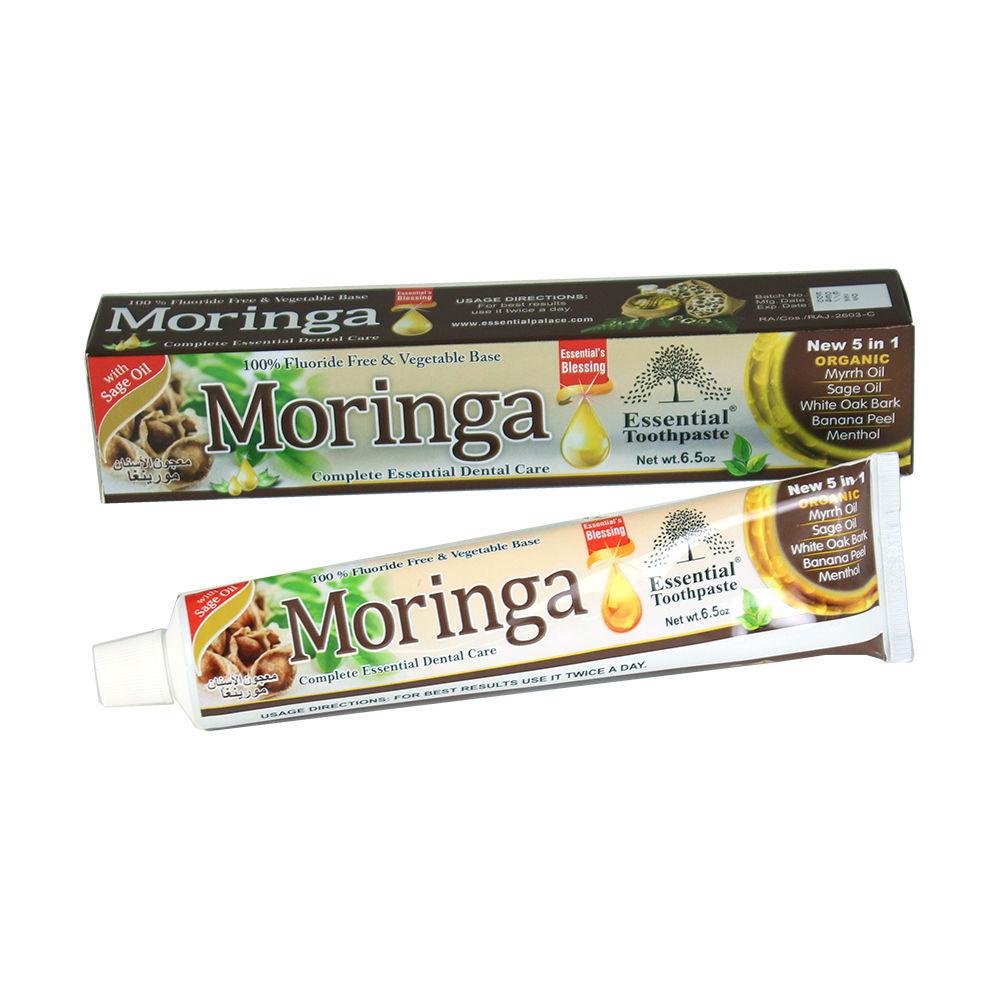 100 % Fluoride Free & Vegetable Base
Moringa
Complete Essential Dental Care
Essential's
Blessing
USAGE DIRECTIONS:
For best results
use it twice a day.
www.essentialpalace.com
Batch No.
Mfg. Date
Exp. Date
RA/Cos./RAJ-2603-C
with
Sage Oil
100% Fluoride Free & Vegetable Base
Moringa
Complete Essential Dental Care
معجون الأسنان
مورينغا
Essential's
Blessing
Essential®
Toothpaste
Net wt.6.5oz
New 5 in 1
ORGANIC
Myrrh Oil
Sage Oil
White Oak Bark
Banana Peel
Menthol
with
Sage Oil
100 % Fluoride Free & Vegetable Base
Moringa
Complete Essential Dental Care
معجون الأسنان
مورينغا
Essential's
Blessing
Essential®
Toothpaste
Net wt.6.5oz
New 5 in 1
ORGANIC
Myrrh Oil
Sage Oil
White Oak Bark
Banana Peel
Menthol
USAGE DIRECTIONS: FOR BEST RESULTS USE IT TWICE A DAY.